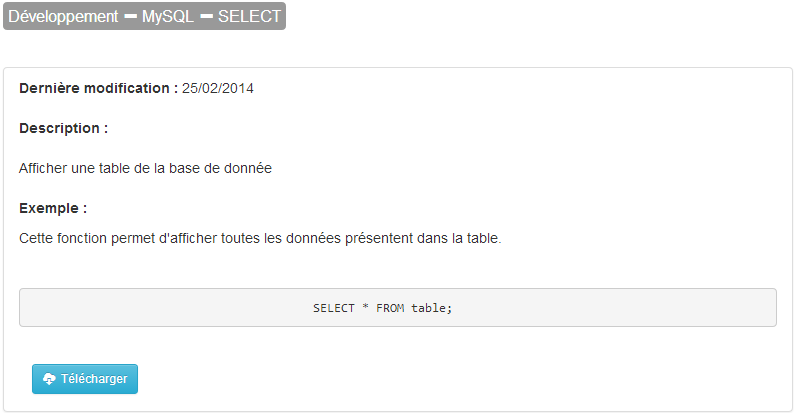 Développement ━ MySQL ━ SELECT
Dernière modification : 25/02/2014
Description :
Afficher une table de la base de donnée
Exemple :
Cette fonction permet d'afficher toutes les données présentent dans la table.
SELECT * FROM table;
Télécharger